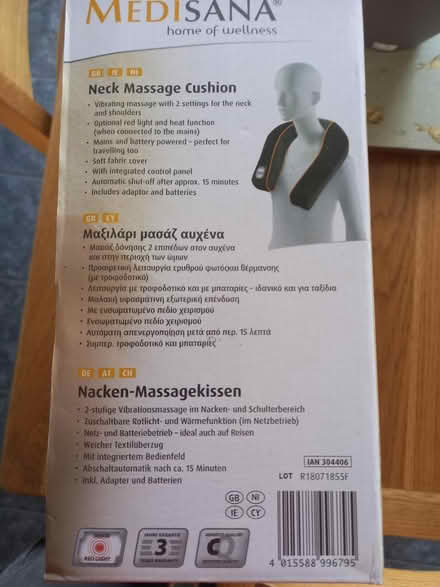 MEDISANA®
home of wellness
GB IE NI
Neck Massage Cushion
• Vibrating massage with 2 settings for the neck
and shoulders
• Optional red light and heat function
(when connected to the mains)
• Mains and battery powered – perfect for
travelling too
• Soft fabric cover
• With integrated control panel
• Automatic shut-off after approx. 15 minutes
• Includes adaptor and batteries
GR CY
Μαξιλάρι μασάζ αυχένα
• Μασάζ δόνησης 2 επιπέδων στον αυχένα
και στην περιοχή των ώμων
• Προαιρετική λειτουργία ερυθρού φωτός και θέρμανσης
(με τροφοδοτικό)
• Λειτουργία με τροφοδοτικό και με μπαταρίες – ιδανικό και για ταξίδια
• Μαλακή υφασμάτινη εξωτερική επένδυση
• Με ενσωματωμένο πεδίο χειρισμού
• Ενσωματωμένο πεδίο χειρισμού
• Αυτόματη απενεργοποίηση μετά από περ. 15 λεπτά
• Συμπερ. τροφοδοτικό και μπαταρίες
DE AT CH
Nacken-Massagekissen
• 2-stufige Vibrationsmassage im Nacken- und Schulterbereich
• Zuschaltbare Rotlicht- und Wärmefunktion (im Netzbetrieb)
• Netz- und Batteriebetrieb – ideal auch auf Reisen
• Weicher Textilüberzug
• Mit integriertem Bedienfeld
• Abschaltautomatik nach ca. 15 Minuten
• Inkl. Adapter und Batterien
IAN 304406
LOT R18071855F
GB NI
IE CY
RED LIGHT
3
4 015588 996795